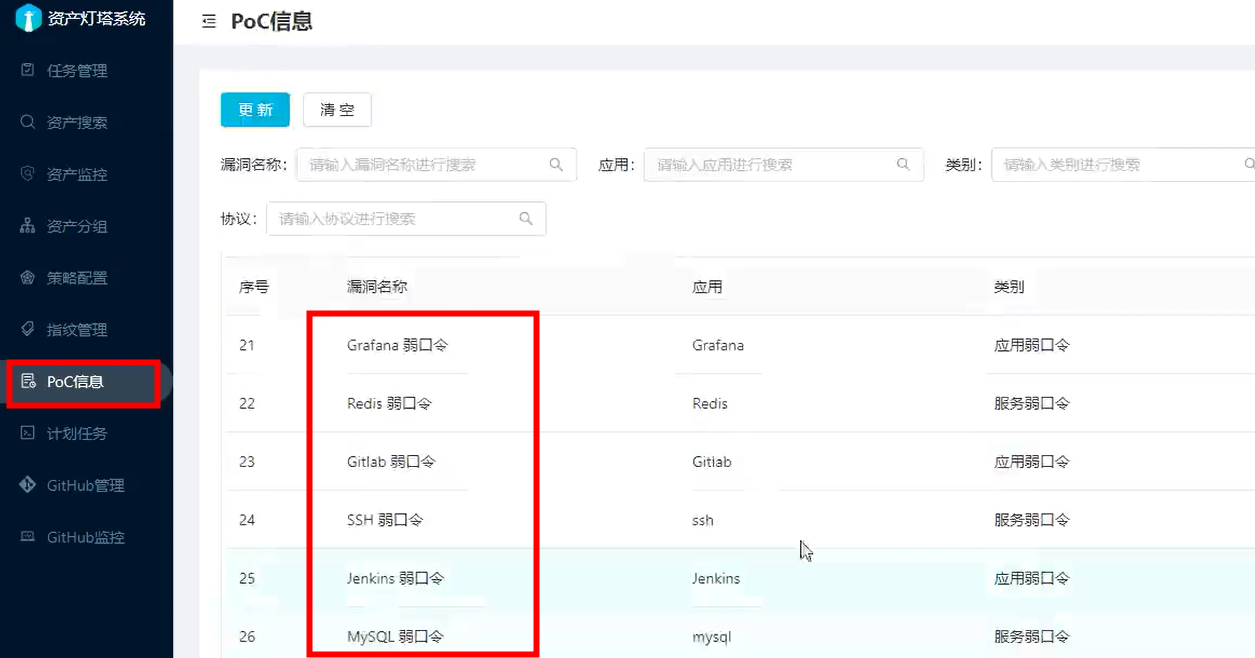 资产灯塔系统
PoC信息
任务管理
资产搜索
资产监控
资产分组
策略配置
指纹管理
PoC信息
计划任务
GitHub管理
GitHub监控
更新 清空
漏洞名称: 请输入漏洞名称进行搜索 应用: 请输入应用进行搜索 类别: 请输入类别进行搜索
协议: 请输入协议进行搜索
序号 漏洞名称 应用 类别
21 Grafana 弱口令 Grafana 应用弱口令
22 Redis 弱口令 Redis 服务弱口令
23 Gitlab 弱口令 Gitlab 应用弱口令
24 SSH 弱口令 ssh 服务弱口令
25 Jenkins 弱口令 Jenkins 应用弱口令
26 MySQL 弱口令 mysql 服务弱口令